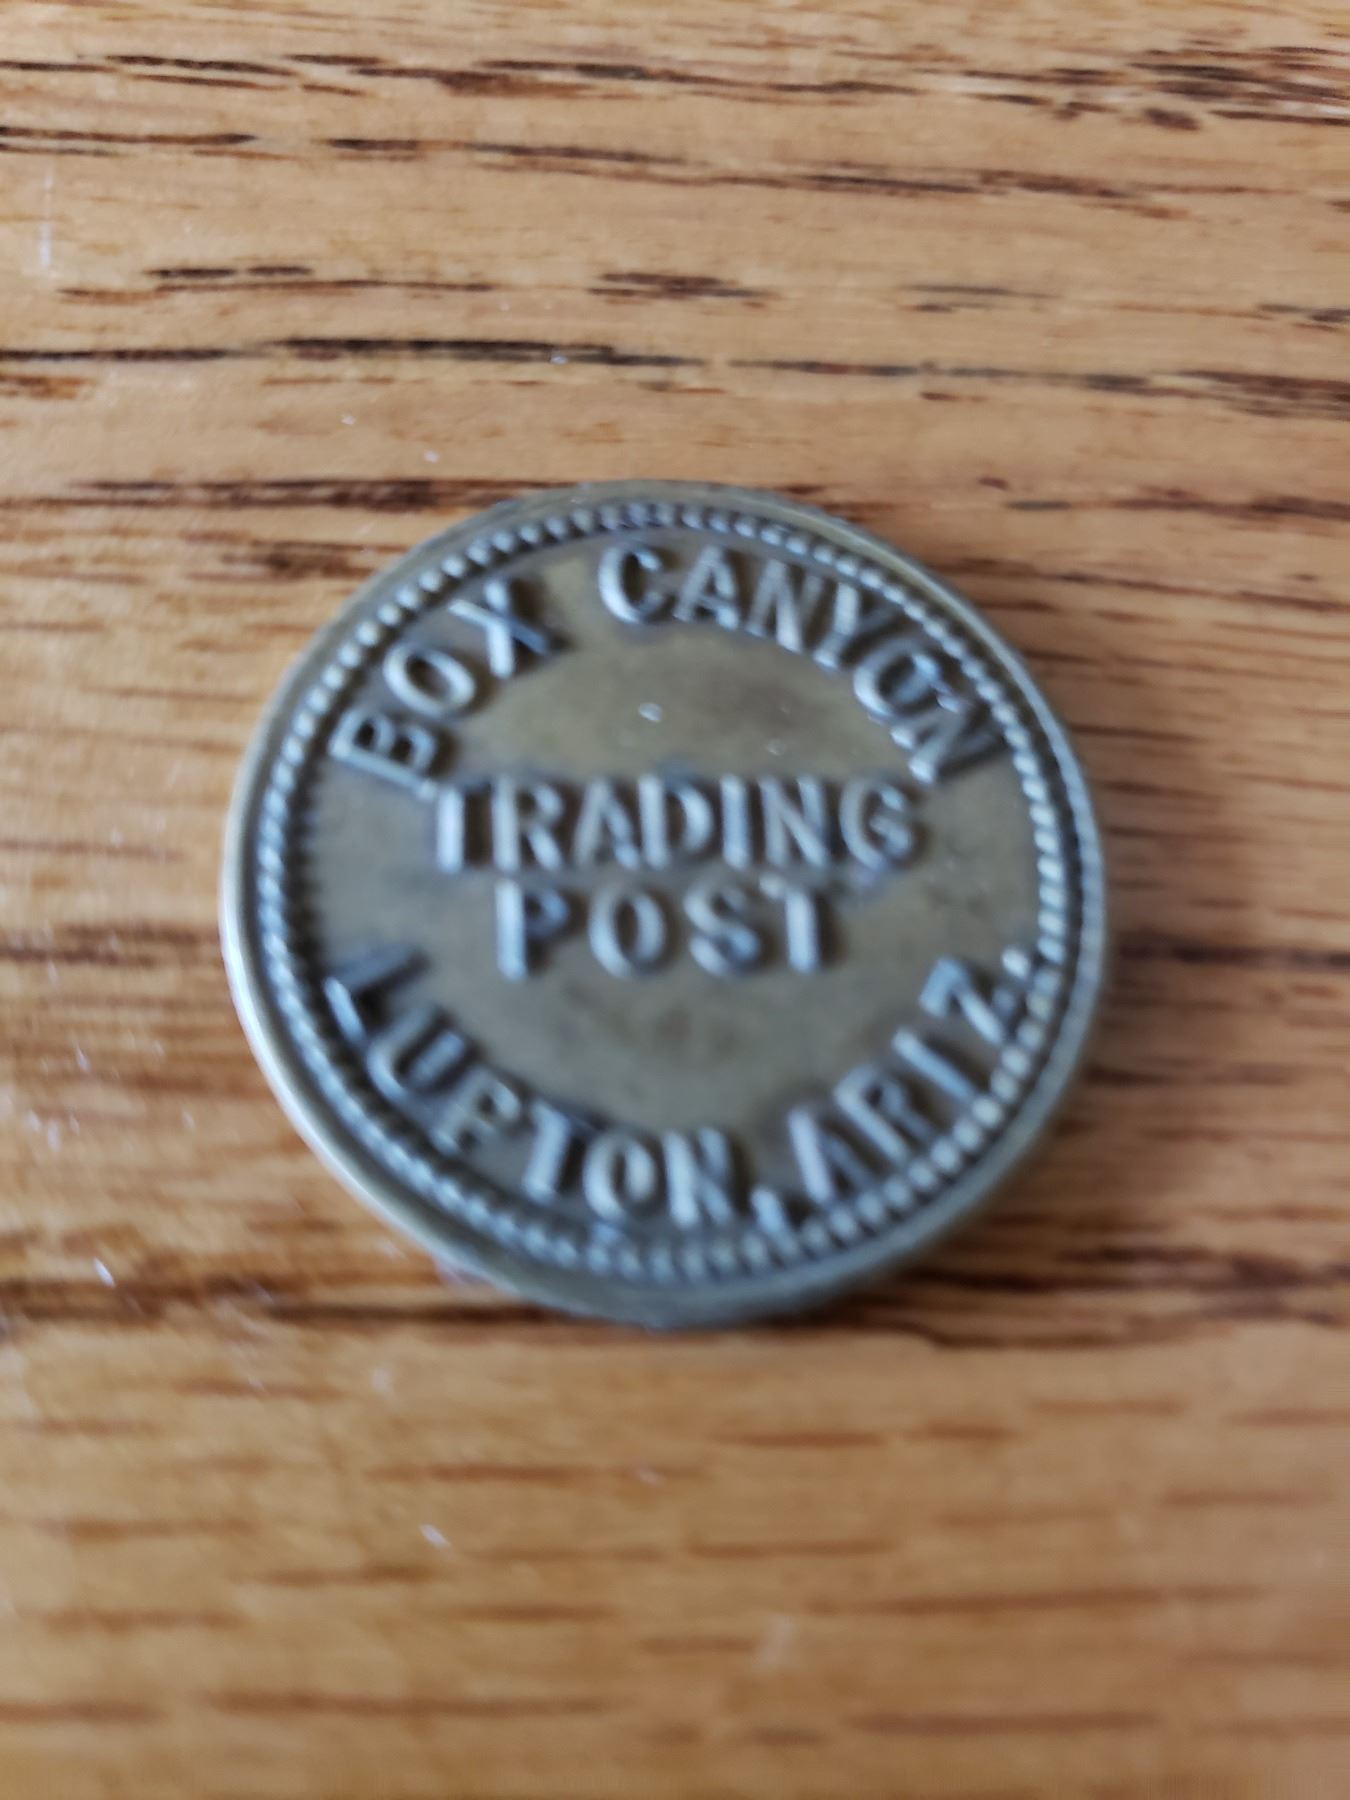 BOX CANYON
TRADING
POST
LUPTON, ARIZ.